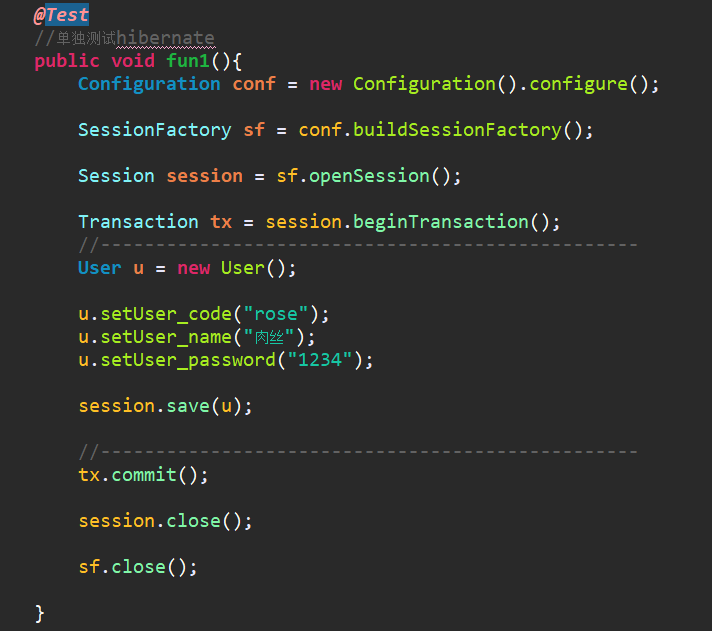 @Test
//单独测试hibernate
public void fun1(){
Configuration conf = new Configuration().configure();
SessionFactory sf = conf.buildSessionFactory();
Session session = sf.openSession();
Transaction tx = session.beginTransaction();
//-------------------------------------------------
User u = new User();
u.setUser_code("rose");
u.setUser_name("肉丝");
u.setUser_password("1234");
session.save(u);
//-------------------------------------------------
tx.commit();
session.close();
sf.close();
}